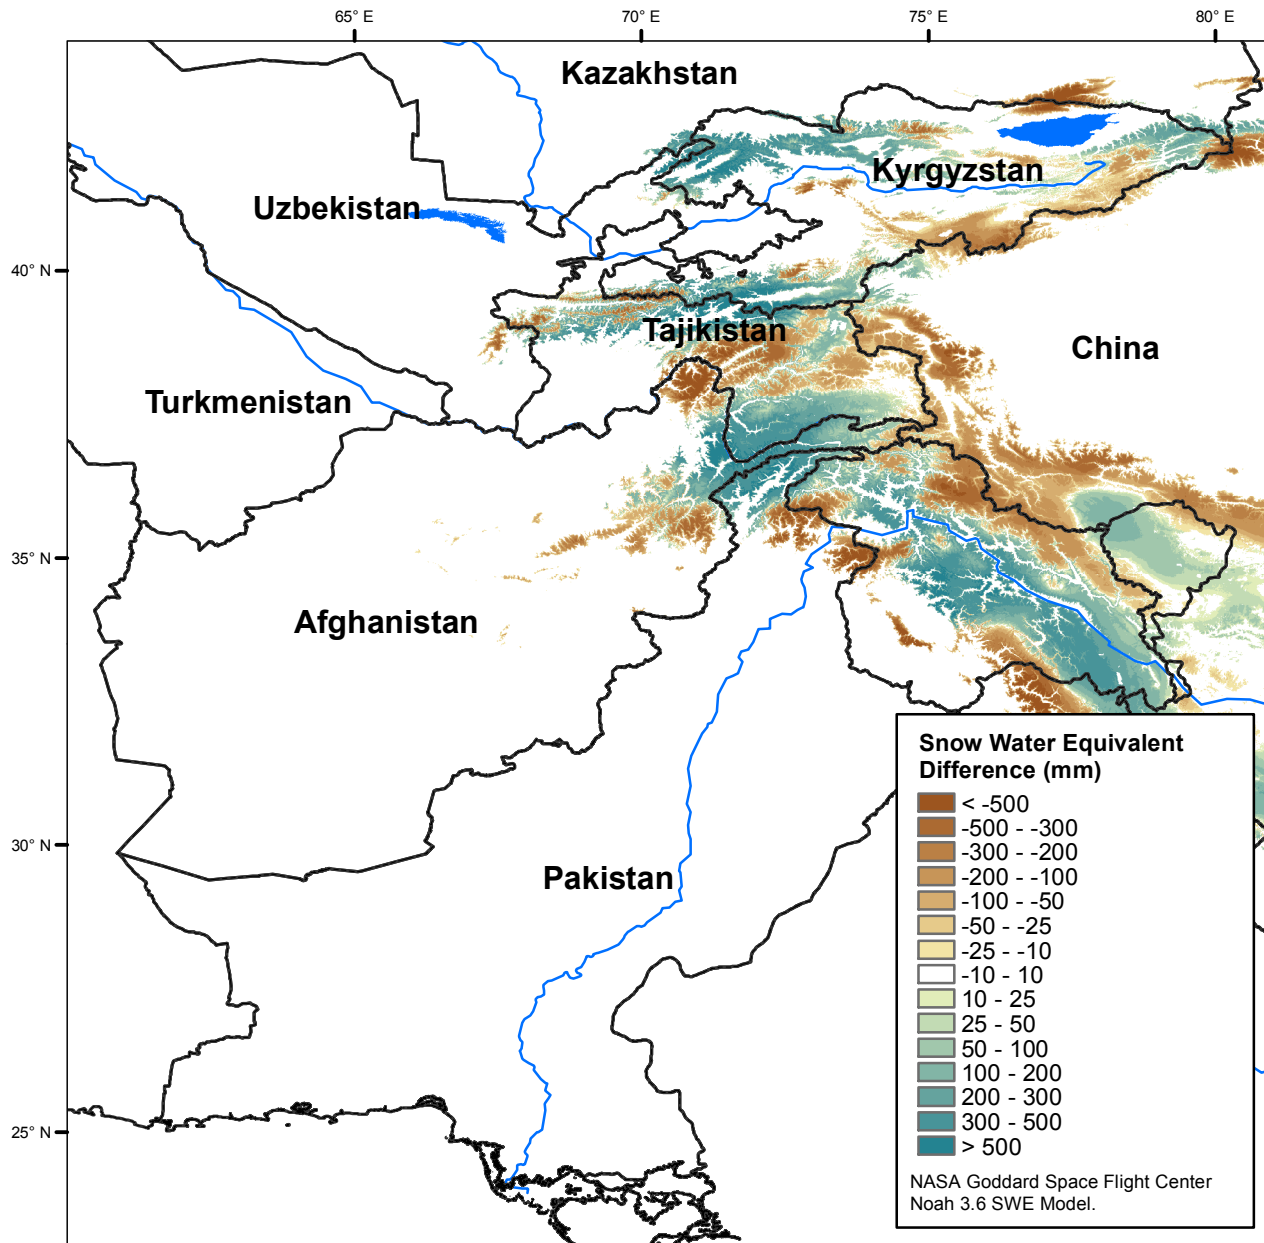 65° E
70° E
75° E
80° E
Kazakhstan
Kyrgyzstan
Uzbekistan
40° N
Tajikistan
China
Turkmenistan
35° N
Afghanistan
Snow Water Equivalent
Difference (mm)
< -500
-500 - -300
-300 - -200
-200 - -100
-100 - -50
-50 - -25
-25 - -10
-10 - 10
10 - 25
25 - 50
50 - 100
100 - 200
200 - 300
300 - 500
> 500
NASA Goddard Space Flight Center
Noah 3.6 SWE Model.
30° N
Pakistan
25° N